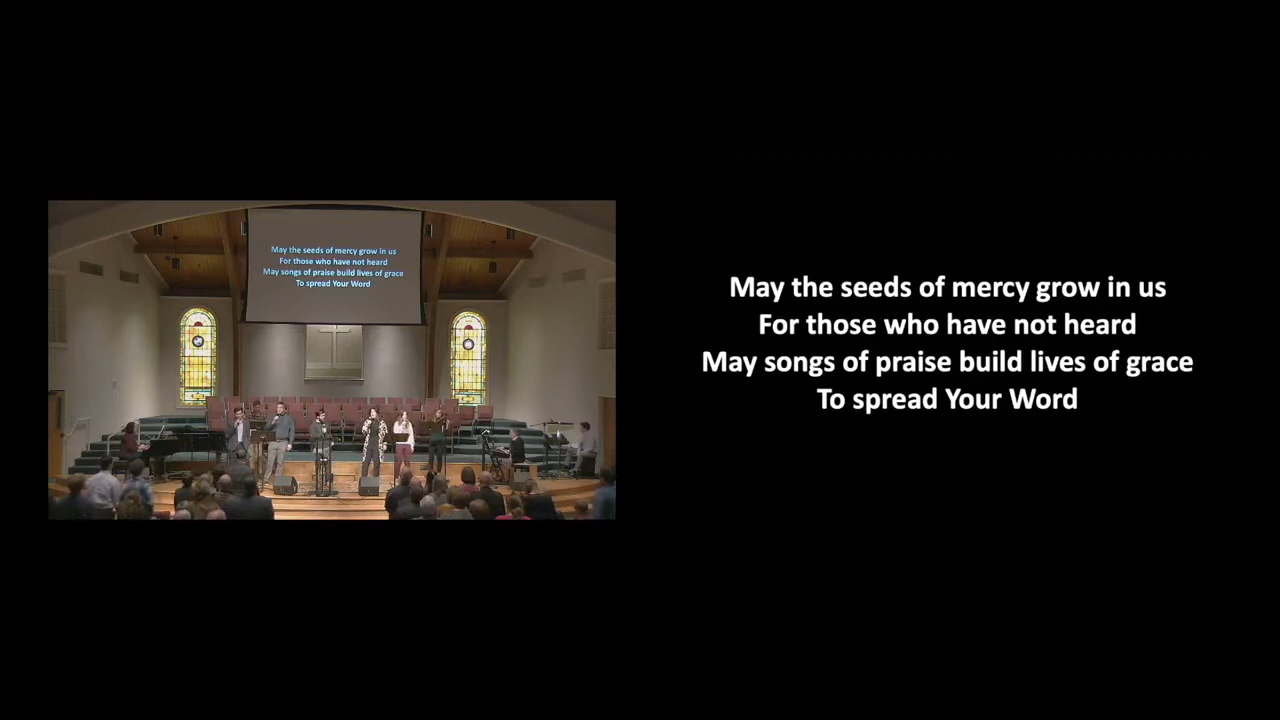 May the seeds of mercy grow in us
For those who have not heard
May songs of praise build lives of grace
To spread Your Word
May the seeds of mercy grow in us
For those who have not heard
May songs of praise build lives of grace
To spread Your Word